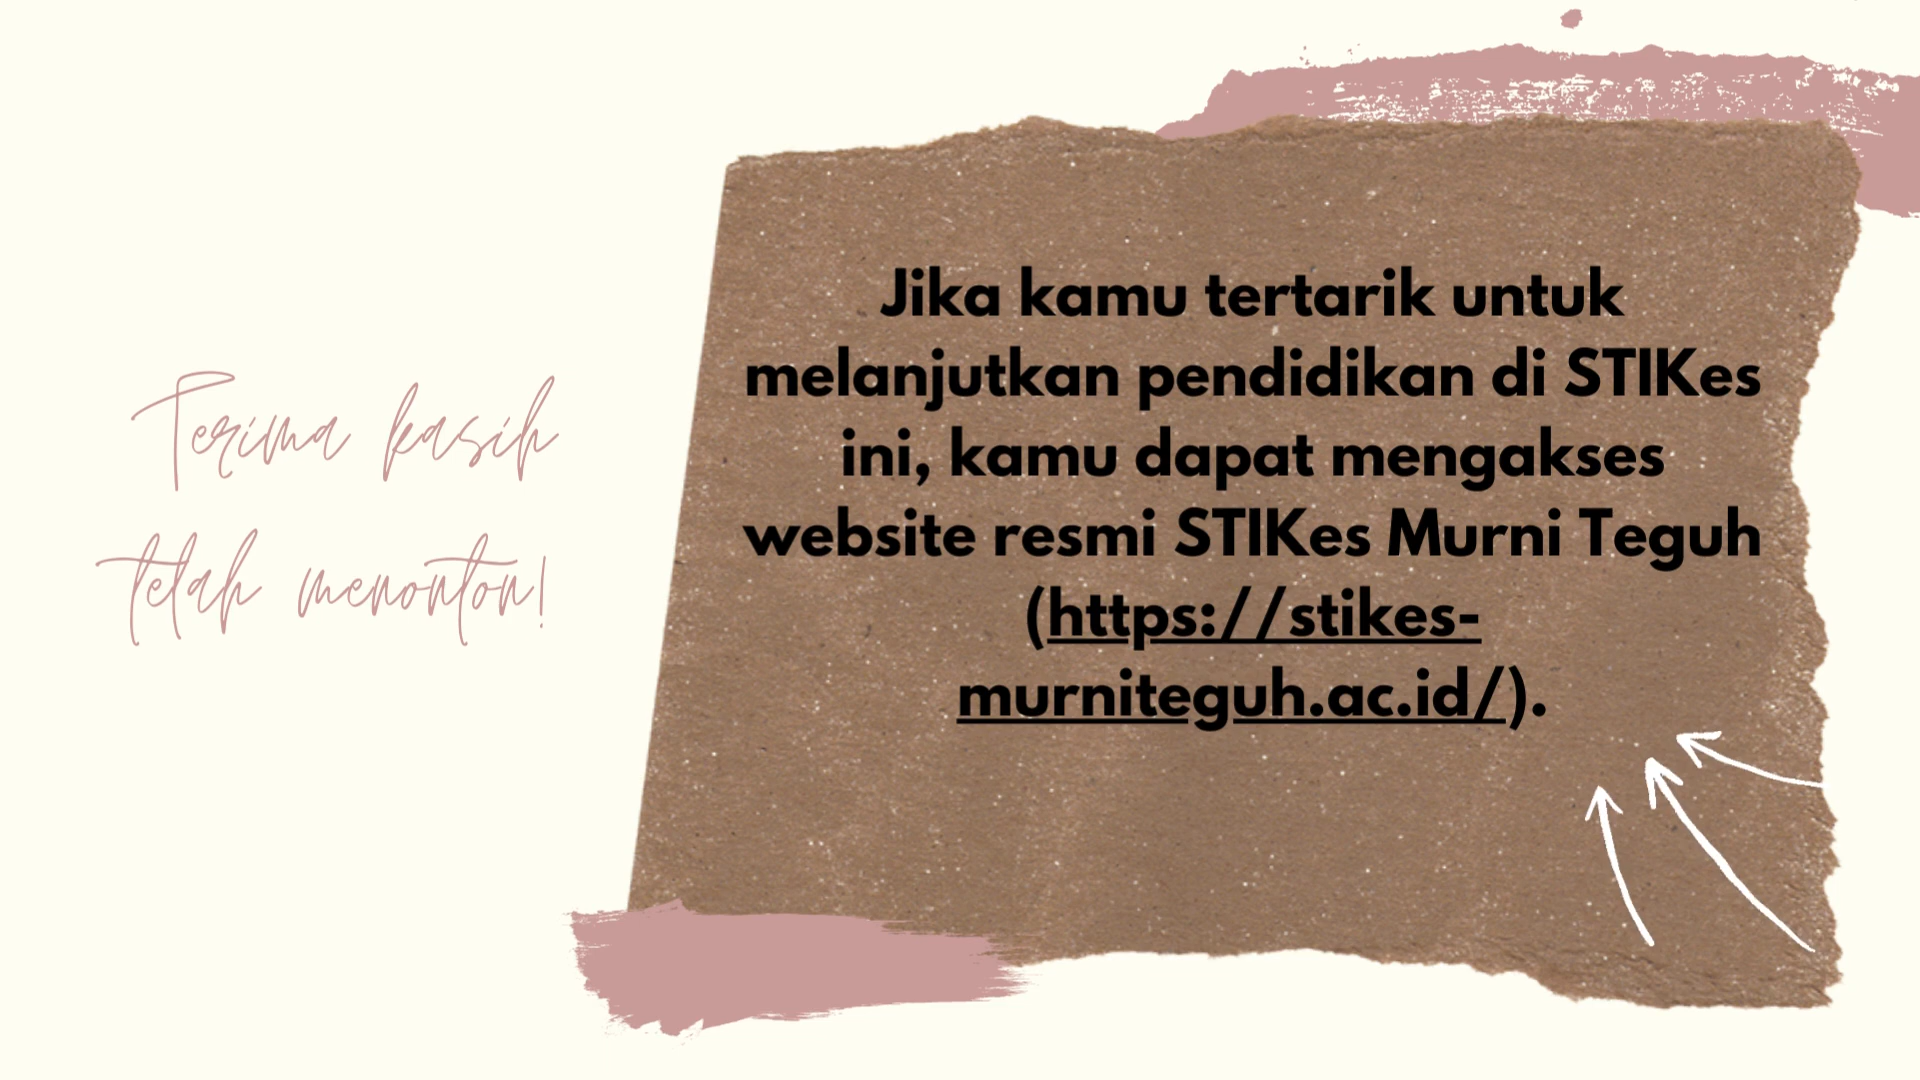 Terima kasih
telah menonton!
Jika kamu tertarik untuk
melanjutkan pendidikan di STIKes
ini, kamu dapat mengakses
website resmi STIKes Murni Teguh
(https://stikes-
murniteguh.ac.id/).